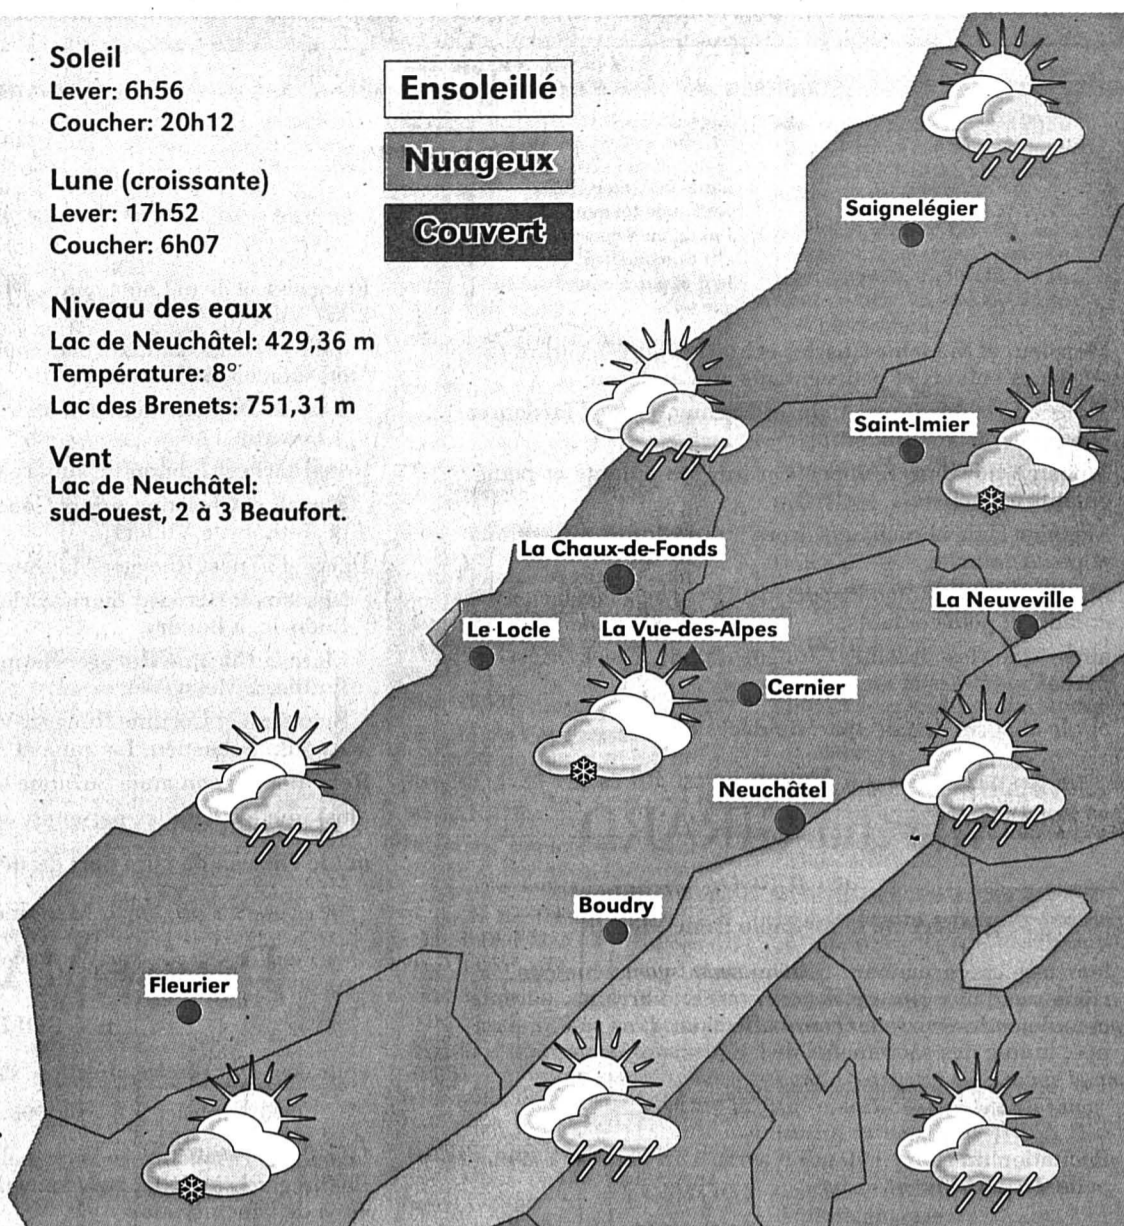 Soleil
Lever: 6h56
Coucher: 20h12
Lune (croissante)
Lever: 17h52
Coucher: 6h07
Niveau des eaux
Lac de Neuchâtel: 429,36 m
Température: 8°
Lac des Brenets: 751,31 m
Vent
Lac de Neuchâtel:
sud-ouest, 2 à 3 Beaufort.
Ensoleillé
Nuageux
Couvert
Saignelégier
Saint-Imier
La Chaux-de-Fonds
La Neuveville
Le Locle
La Vue-des-Alpes
Cernier
Neuchâtel
Boudry
Fleurier